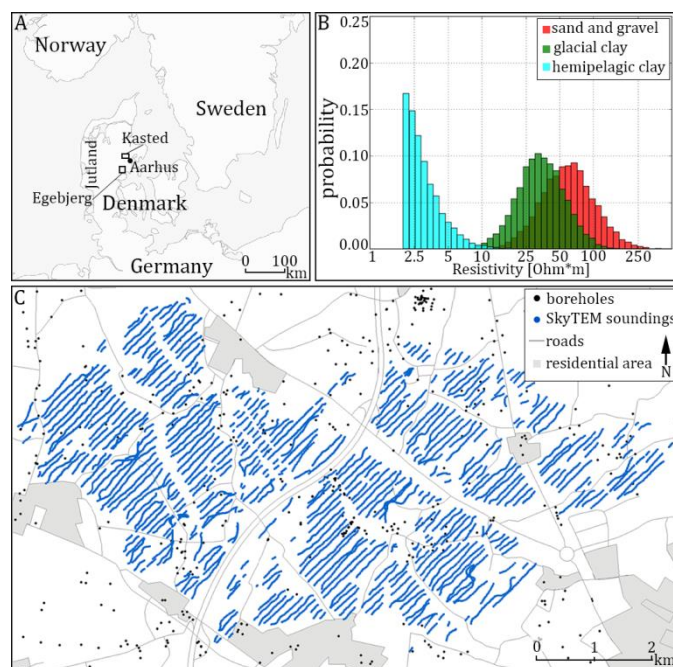 A
Norway
Sweden
Kasted
Jutland
Aarhus
Egebjerg
Denmark
Germany
0 100
km
B
0.25
0.20
0.15
0.10
0.05
0.00
probability
sand and gravel
glacial clay
hemipelagic clay
1 2.5 5 10 25 50 100 250
Resistivity [Ohm*m]
C
boreholes
SkyTEM soundings
roads
residential area
N
0 1 2
km